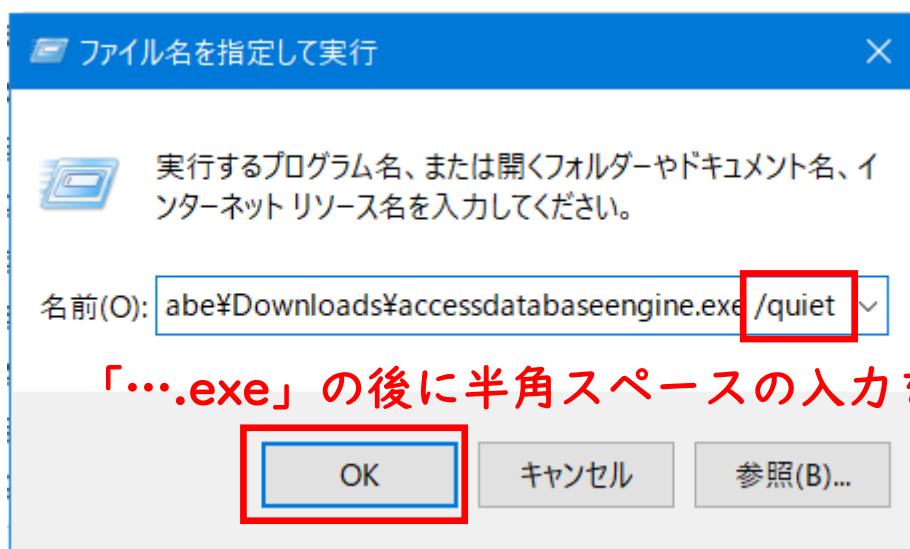 ファイル名を指定して実行
実行するプログラム名、または開くフォルダーやドキュメント名、イ
ンターネット リソース名を入力してください。
名前(O): abe¥Downloads¥accessdatabaseengine.exe /quiet
「….exe」の後に半角スペースの入力
OK キャンセル 参照(B)...